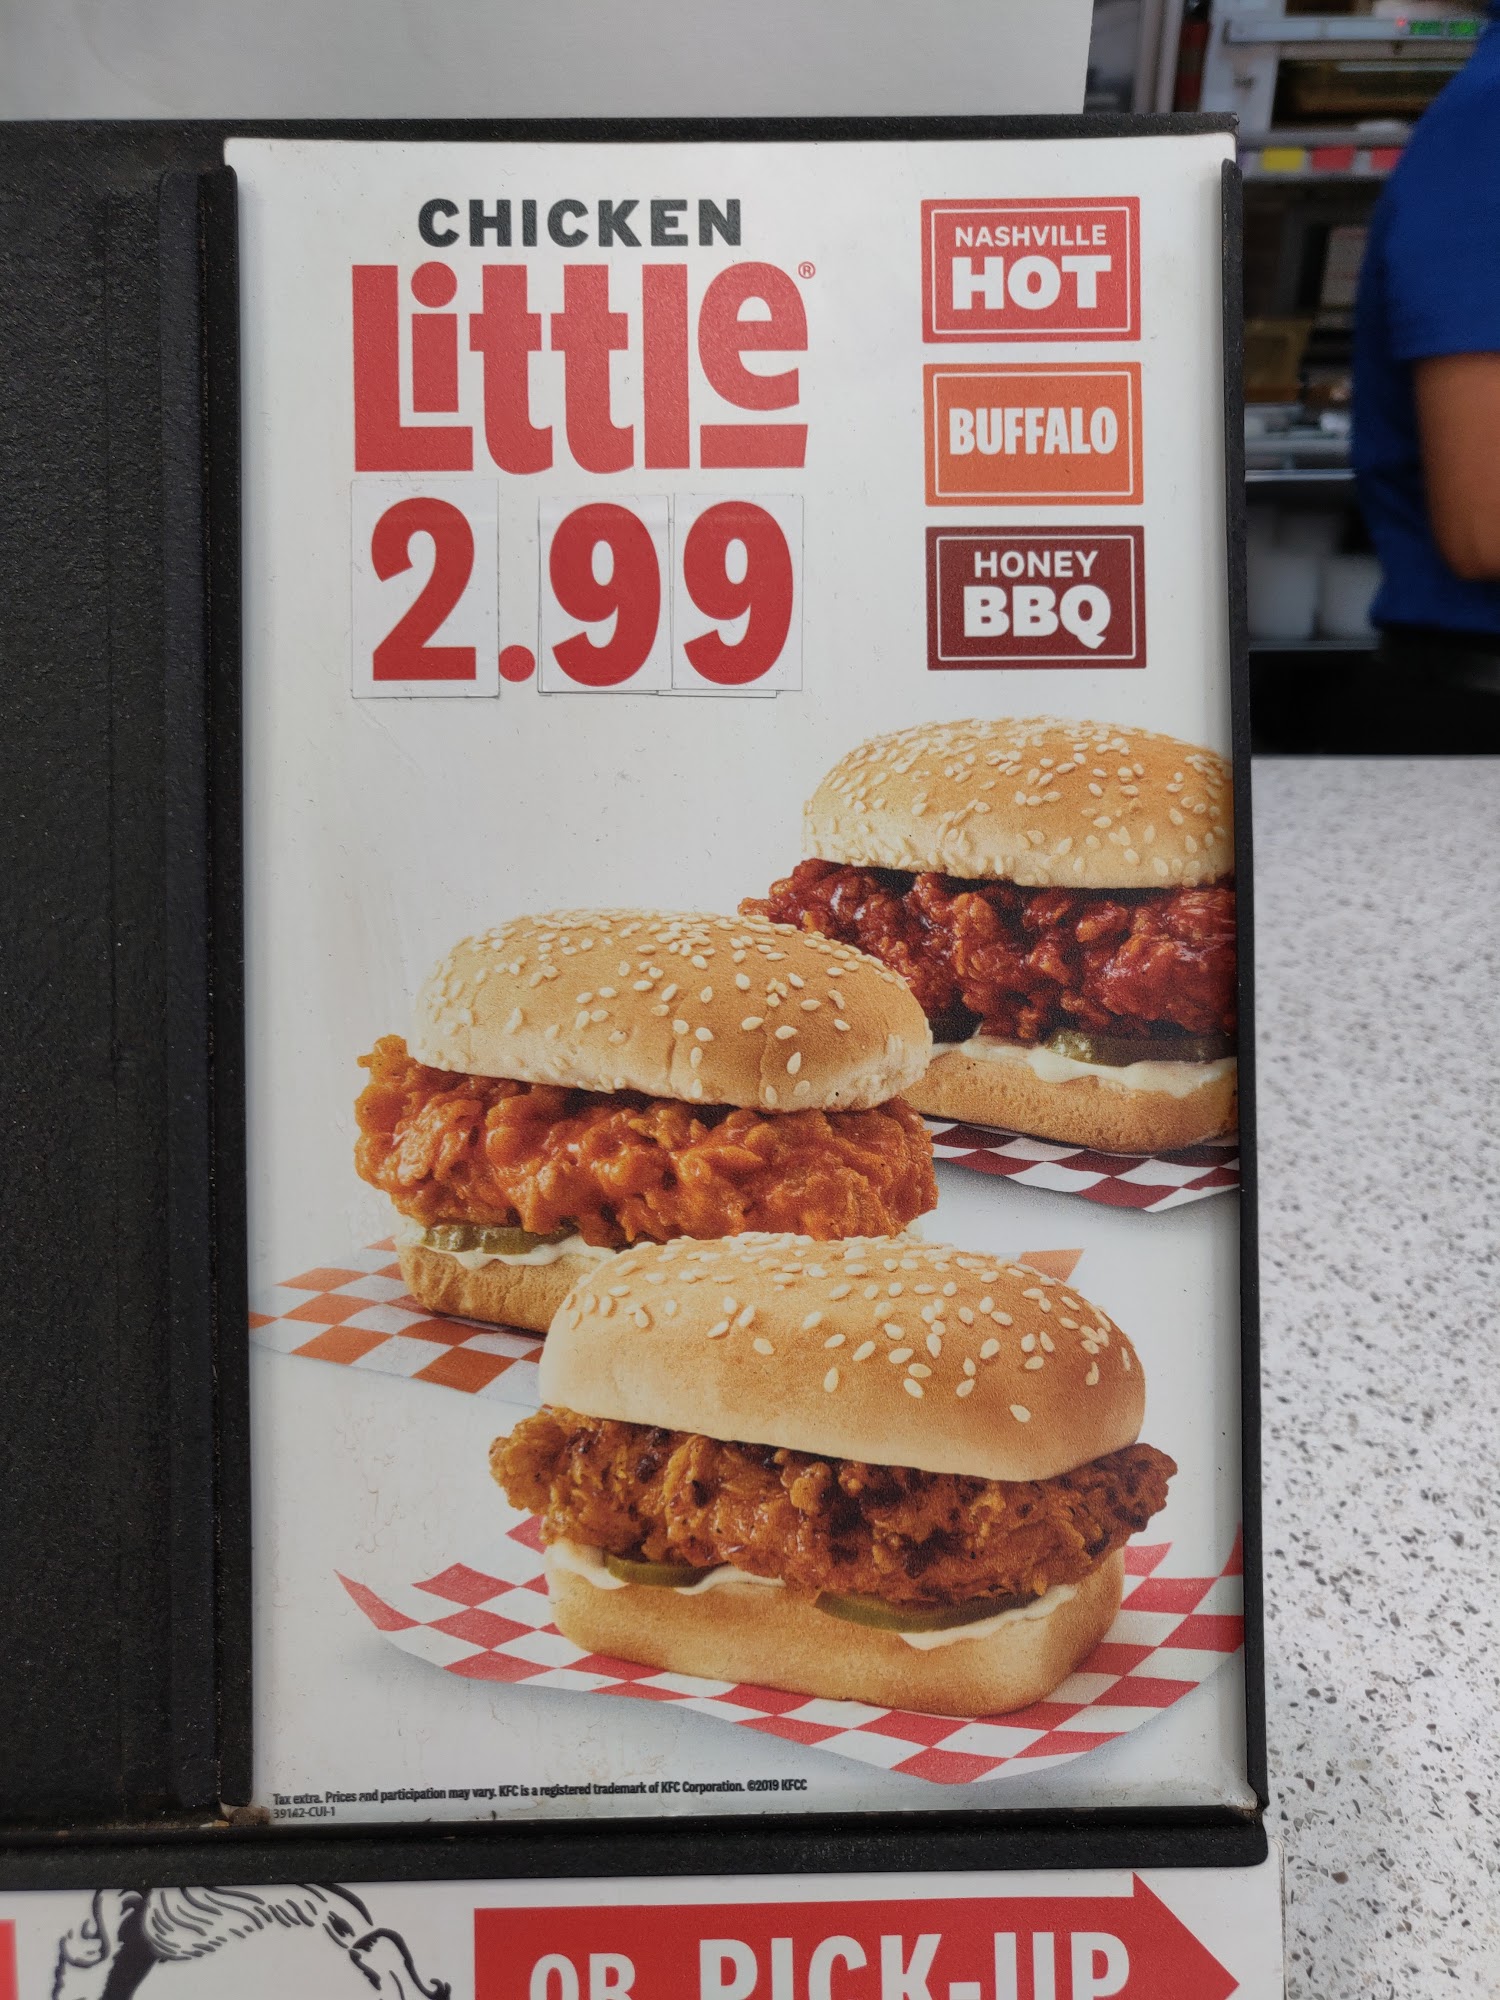 CHICKEN
Little®
2.99
NASHVILLE
HOT
BUFFALO
HONEY
BBQ
Tax extra. Prices and participation may vary. KFC is a registered trademark of KFC Corporation. ©2019 KFCC
39142-CUI-1
OR PICK-UP